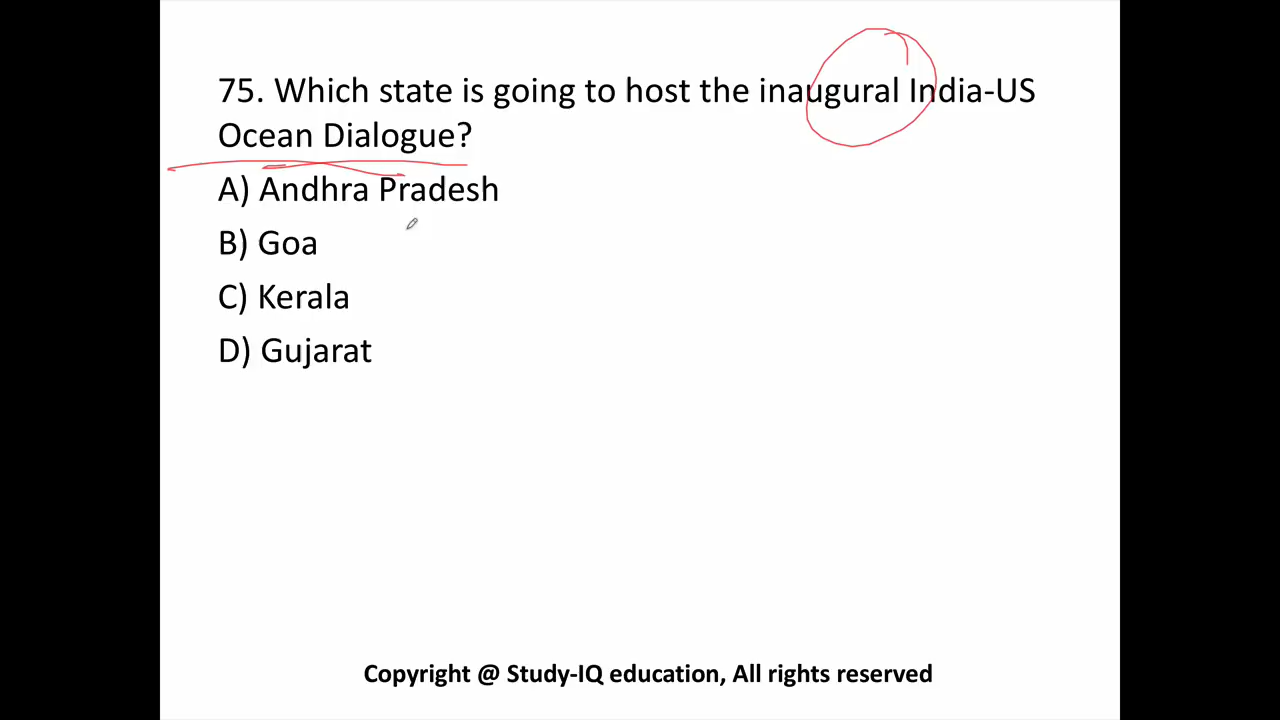 75. Which state is going to host the inaugural India-US
Ocean Dialogue?
A) Andhra Pradesh
B) Goa
C) Kerala
D) Gujarat
Copyright @ Study-IQ education, All rights reserved